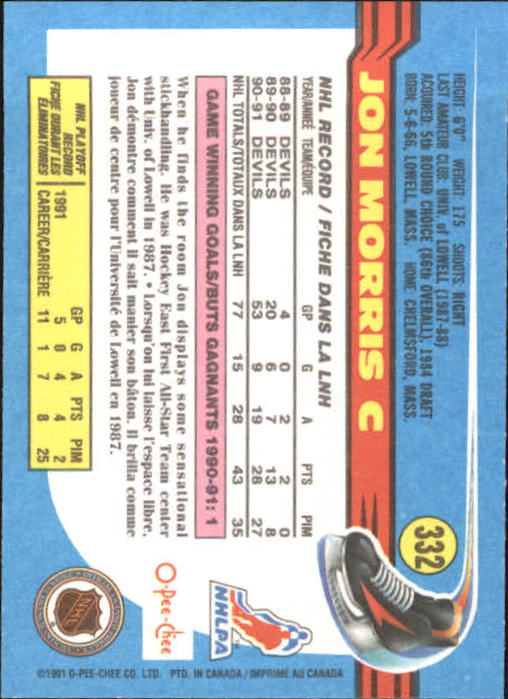 332
JON MORRIS C
HEIGHT: 6'0" WEIGHT: 175 SHOOTS: RIGHT
LAST AMATEUR CLUB: UNIV. of LOWELL (1987-88)
ACQUIRED: 5th ROUND CHOICE (86th OVERALL), 1984 DRAFT
BORN: 5-6-66, LOWELL, MASS. HOME: CHELMSFORD, MASS.
NHL RECORD / FICHE DANS LA LNH
YEAR/ANNEÉ TEAM/ÉQUIPE GP G A PTS PIM
88-89 DEVILS 4 0 2 2 0
89-90 DEVILS 20 6 7 13 8
90-91 DEVILS 53 9 19 28 27
NHL TOTALS/TOTAUX DANS LA LNH 77 15 28 43 35
GAME WINNING GOALS/BUTS GAGNANTS 1990-91: 1
When he finds the room Jon displays some sensational
stickhandling. He was Hockey East First All-Star Team center
with Univ. of Lowell in 1987. • Lorsqu'on lui laisse l'espace libre,
Jon démontre comment il sait manier son bâton. Il brilla comme
joueur de centre pour l'Université de Lowell en 1987.
NHL PLAYOFF
RECORD
FICHE DURANT LES
ÉLIMINATOIRES
GP G A PTS PIM
1991 5 0 4 4 2
CAREER/CARRIÈRE 11 1 7 8 25
NHLPA
O-Pee-Chee
NHL
©1991 O-PEE-CHEE CO. LTD. PTD. IN CANADA / IMPRIMÉ AU CANADA